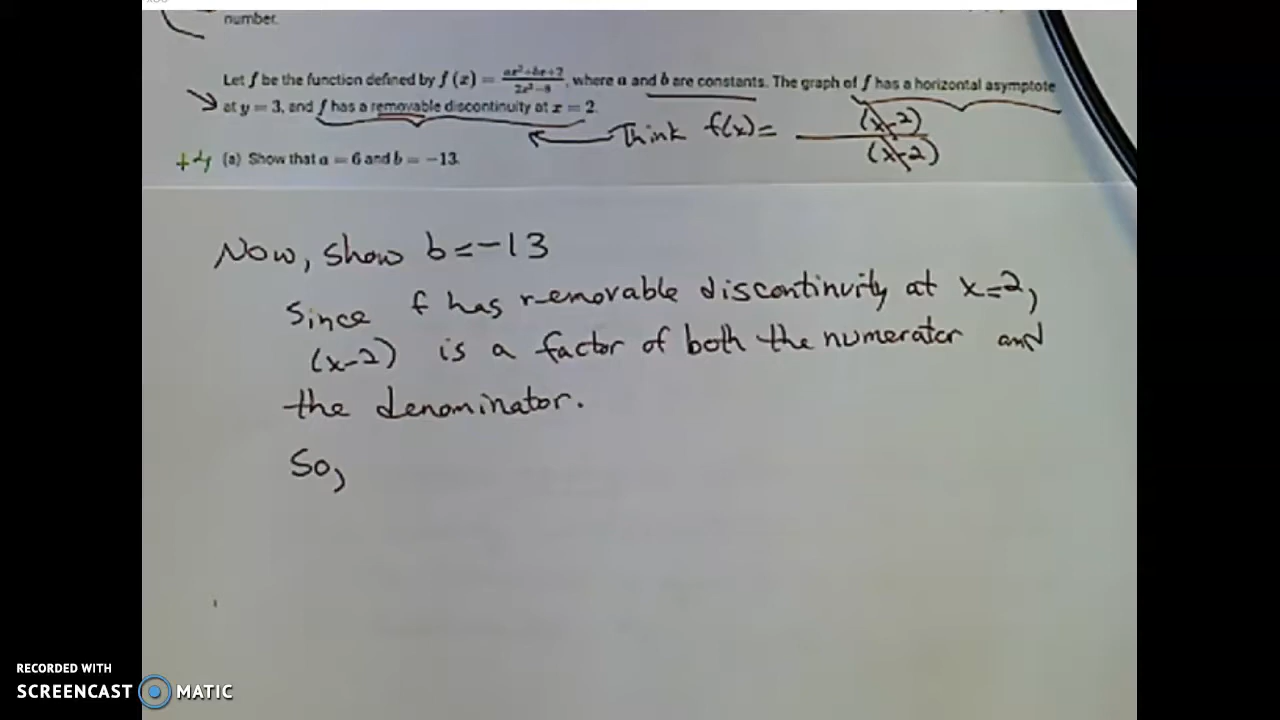 number.
Let f be the function defined by f(x) = (ax²+bx+2)/(2x²-8), where a and b are constants. The graph of f has a horizontal asymptote
at y = 3, and f has a removable discontinuity at x = 2.
Think f(x) = (x-2)/(x-2)
+4 (a) Show that a = 6 and b = -13.
Now, show b=-13
Since f has removable discontinuity at x=2,
(x-2) is a factor of both the numerator and
the denominator.
So,
RECORDED WITH
SCREENCAST MATIC